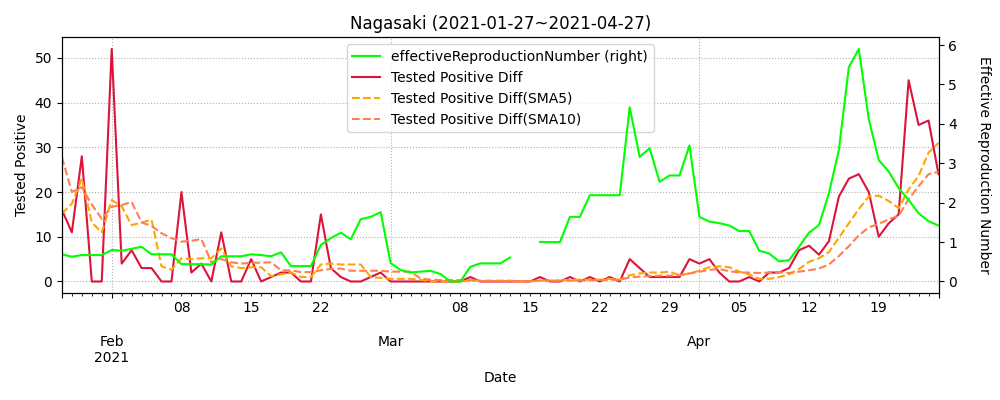 Nagasaki (2021-01-27~2021-04-27)
effectiveReproductionNumber (right)
Tested Positive Diff
Tested Positive Diff(SMA5)
Tested Positive Diff(SMA10)
Tested Positive
50
40
30
20
10
0
Effective Reproduction Number
6
5
4
3
2
1
0
08 15 22 08 15 22 29 05 12 19
Feb Mar Apr
2021
Date